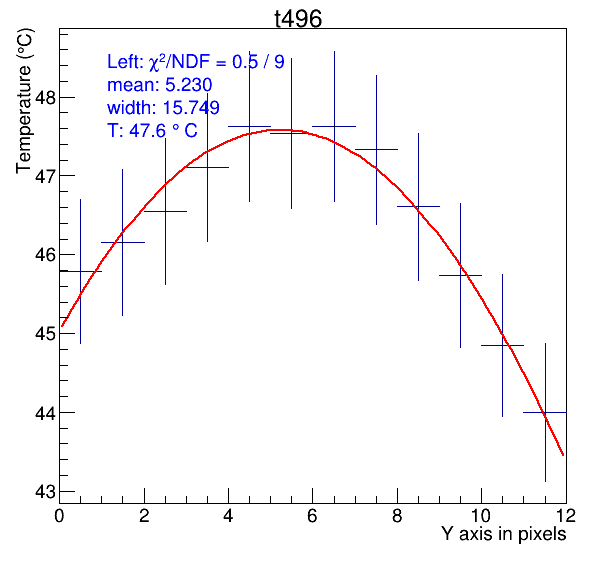 t496
Temperature (°C)
Left: χ²/NDF = 0.5 / 9
mean: 5.230
width: 15.749
T: 47.6 ° C
48
47
46
45
44
43
0 2 4 6 8 10 12
Y axis in pixels